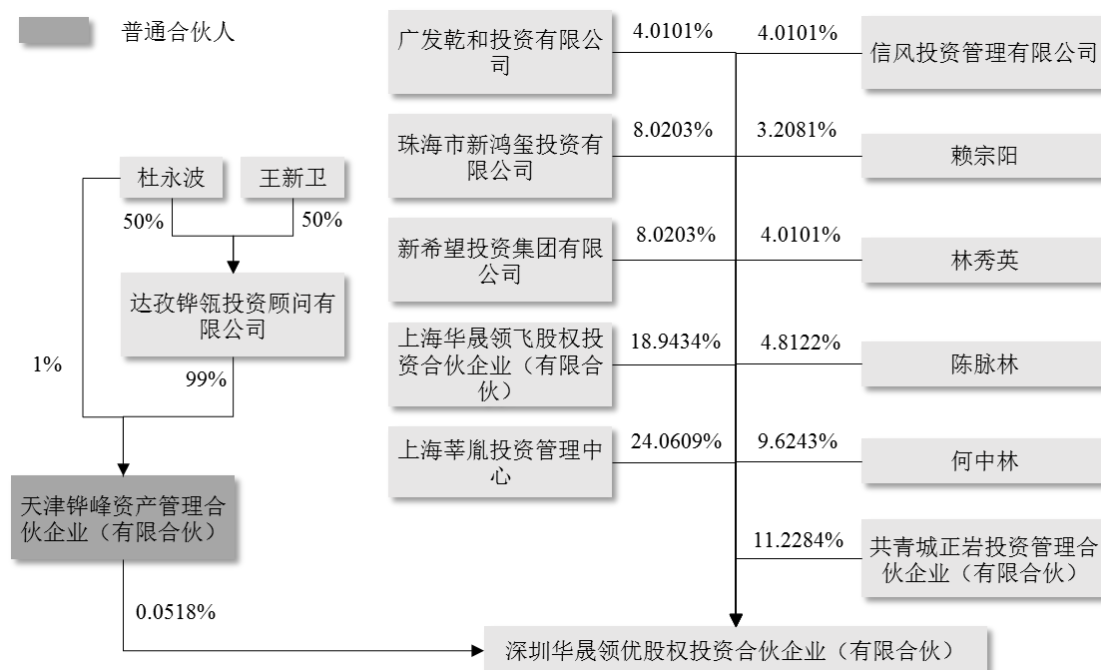 普通合伙人
广发乾和投资有限公
司
4.0101%
4.0101%
信风投资管理有限公司
珠海市新鸿玺投资有
限公司
8.0203%
3.2081%
赖宗阳
杜永波
王新卫
50%
50%
新希望投资集团有限
公司
8.0203%
4.0101%
林秀英
达孜铧瓴投资顾问有
限公司
上海华晟领飞股权投
资合伙企业（有限合
伙）
18.9434%
4.8122%
陈脉林
1%
99%
上海莘胤投资管理中
心
24.0609%
9.6243%
何中林
天津铧峰资产管理合
伙企业（有限合伙）
11.2284%
共青城正岩投资管理合
伙企业（有限合伙）
0.0518%
深圳华晟领优股权投资合伙企业（有限合伙）